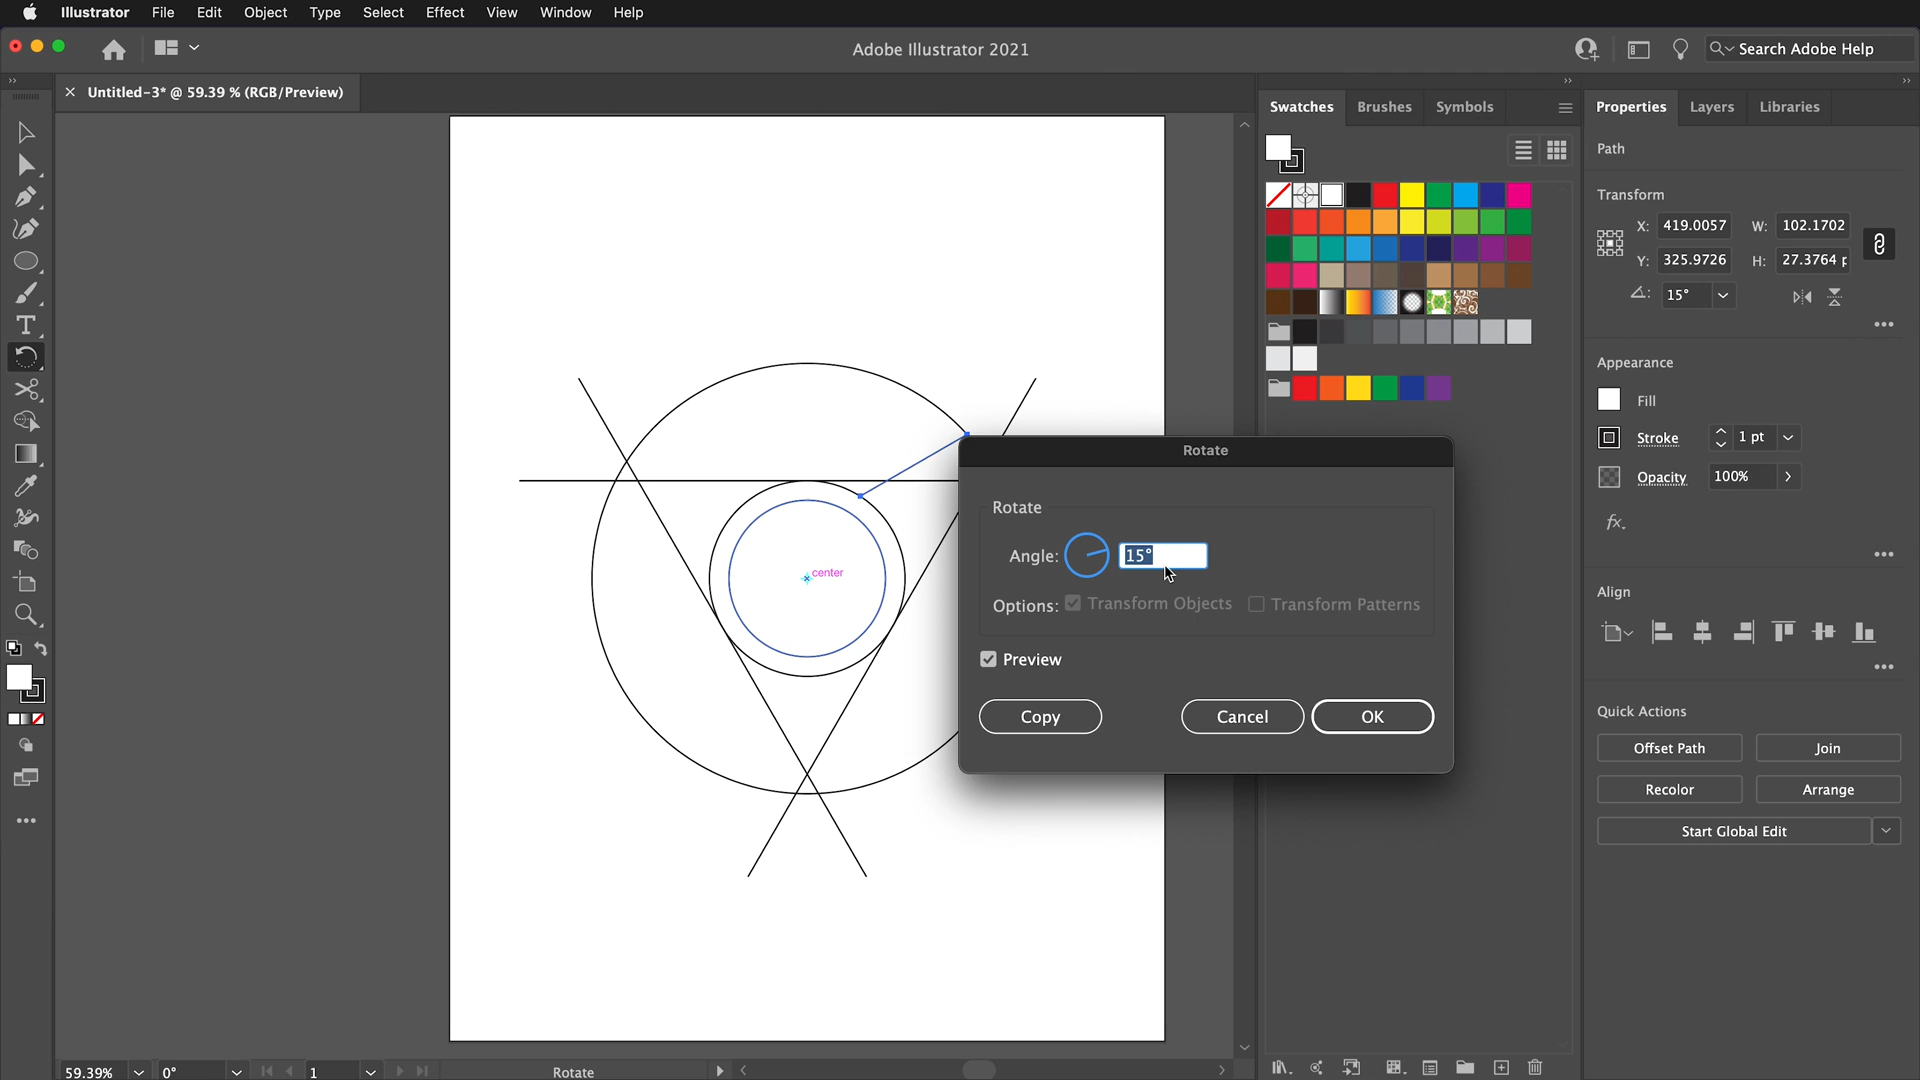 Illustrator File Edit Object Type Select Effect View Window Help
Adobe Illustrator 2021
Search Adobe Help
Untitled-3* @ 59.39 % (RGB/Preview)
Swatches Brushes Symbols
Properties Layers Libraries
Path
Transform
X: 419.0057 W: 102.1702
Y: 325.9726 H: 27.3764 p
15°
Appearance
Fill
Stroke 1 pt
Opacity 100%
fx.
Align
Quick Actions
Offset Path Join
Recolor Arrange
Start Global Edit
center
Rotate
Rotate
Angle: 15°
Options: Transform Objects Transform Patterns
Preview
Copy Cancel OK
59.39% 0° 1 Rotate